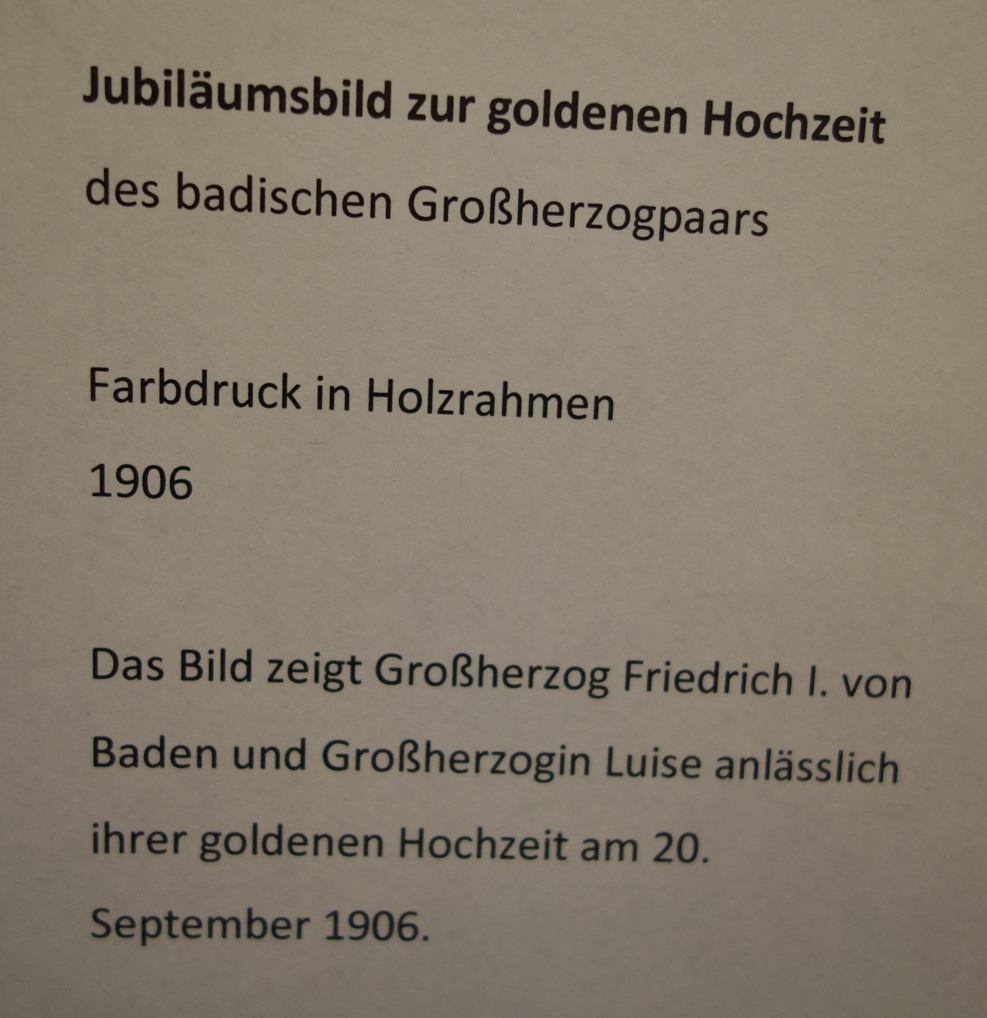 Jubiläumsbild zur goldenen Hochzeit
des badischen Großherzogpaars
Farbdruck in Holzrahmen
1906
Das Bild zeigt Großherzog Friedrich I. von
Baden und Großherzogin Luise anlässlich
ihrer goldenen Hochzeit am 20.
September 1906.